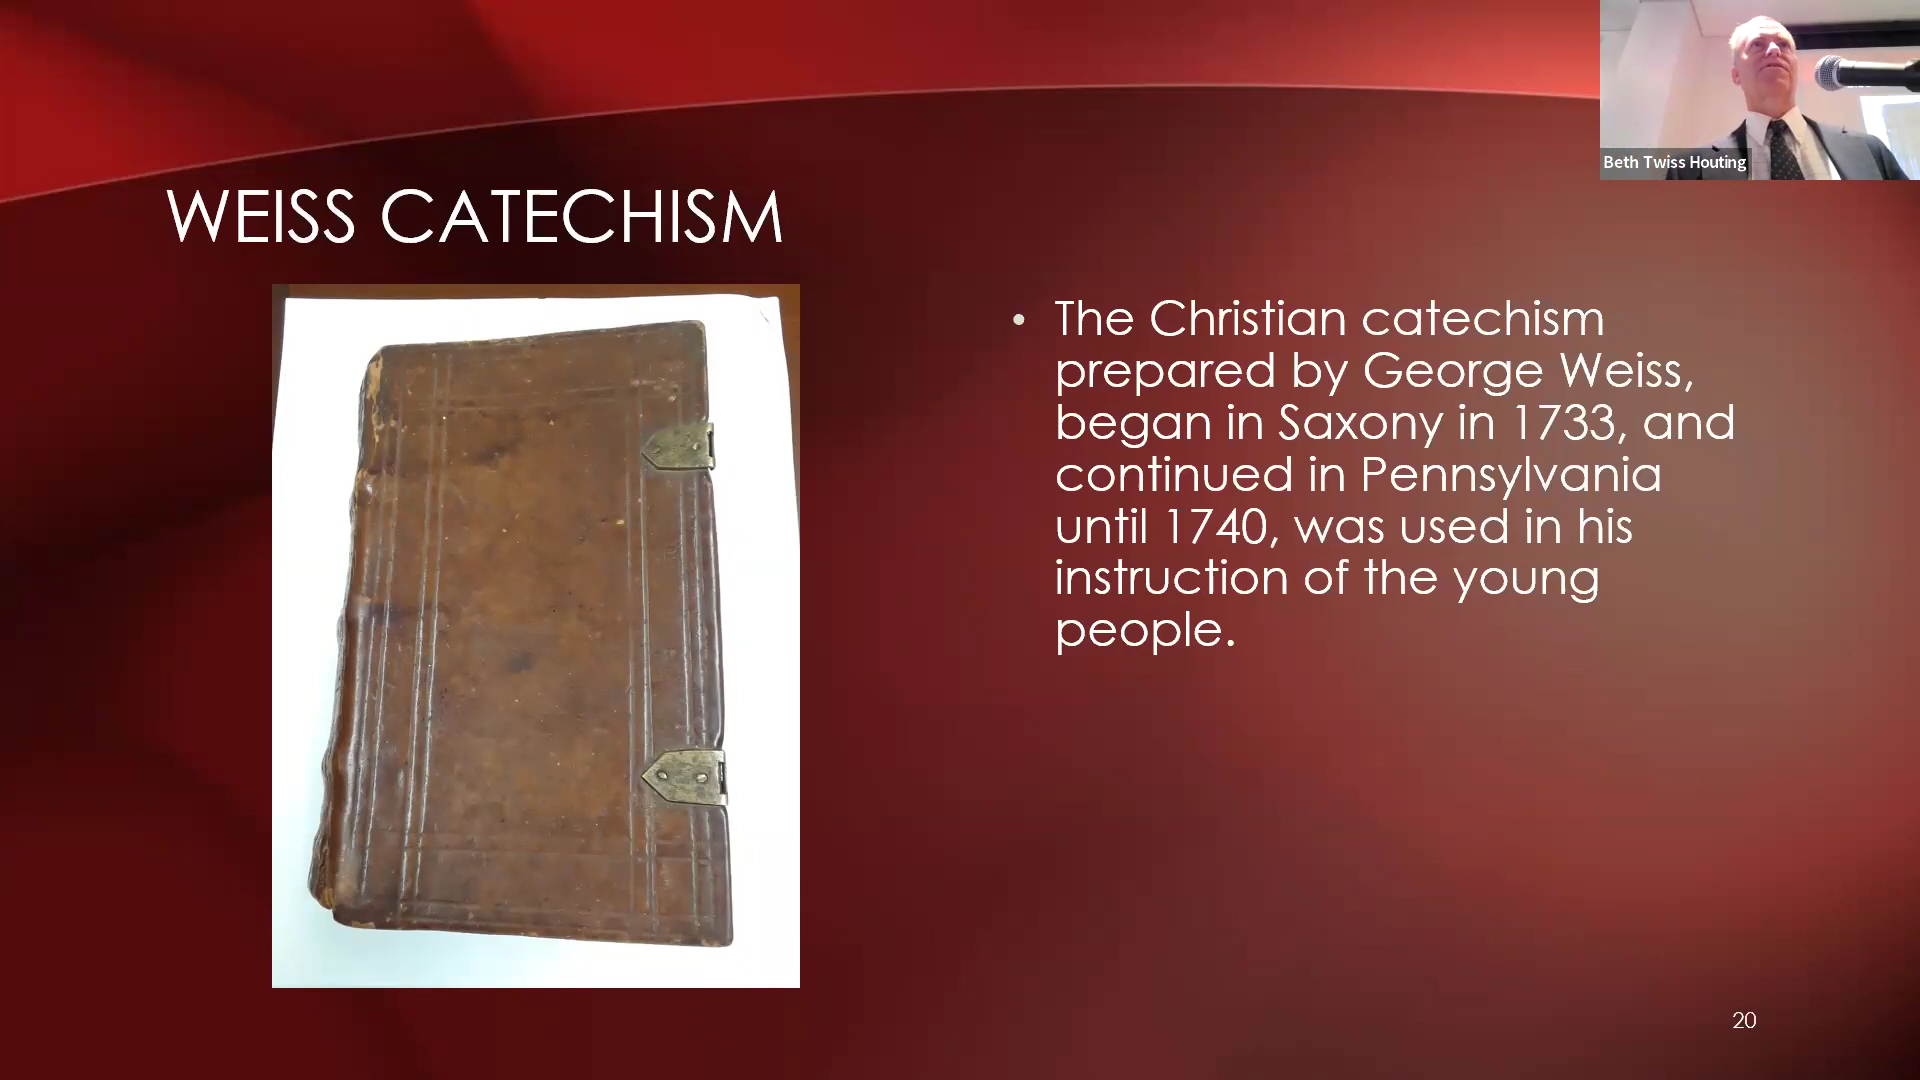 Beth Twiss Houting
WEISS CATECHISM
• The Christian catechism
prepared by George Weiss,
began in Saxony in 1733, and
continued in Pennsylvania
until 1740, was used in his
instruction of the young
people.
20